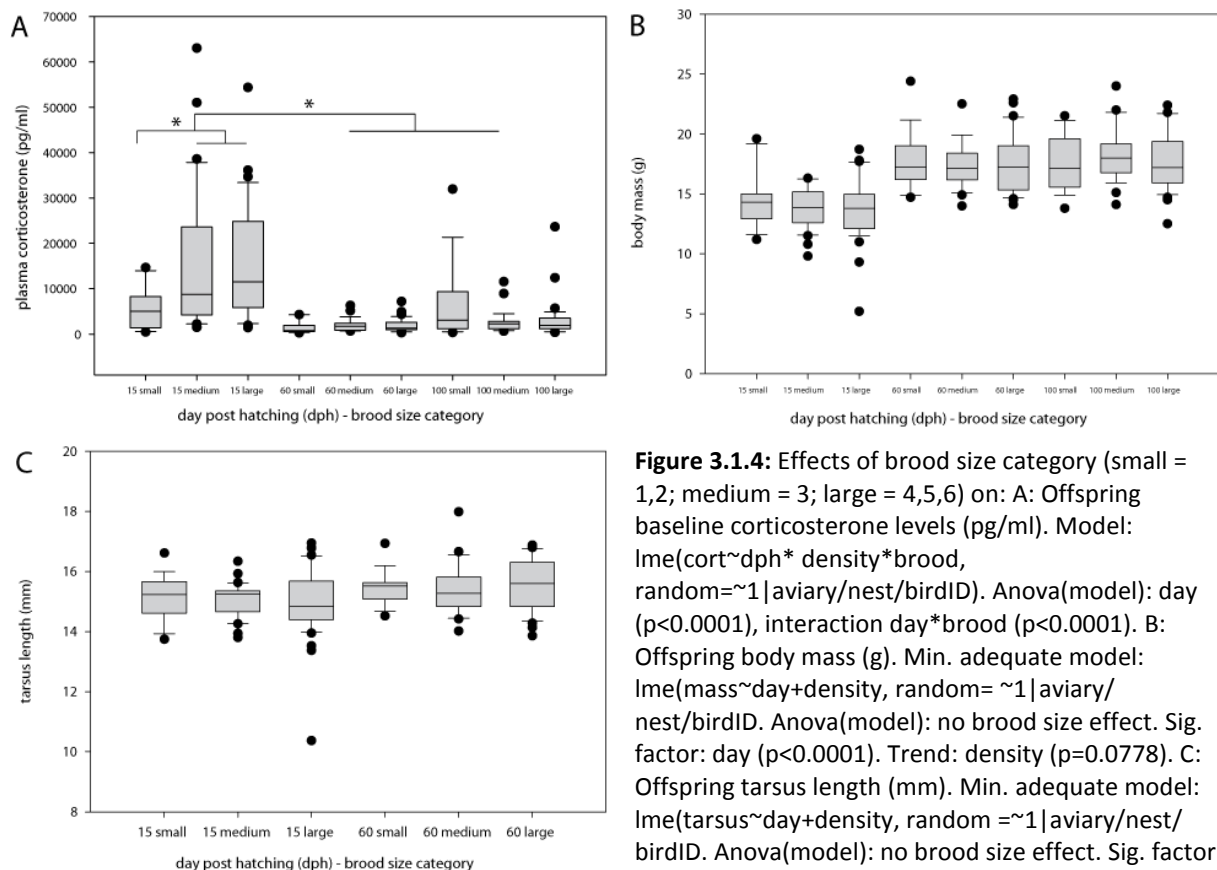 A
70000
60000
50000
40000
30000
20000
10000
0
plasma corticosterone (pg/ml)
*
*
15 small 15 medium 15 large 60 small 60 medium 60 large 100 small 100 medium 100 large
day post hatching (dph) - brood size category
B
30
25
20
15
10
5
0
body mass (g)
15 small 15 medium 15 large 60 small 60 medium 60 large 100 small 100 medium 100 large
day post hatching (dph) - brood size category
C
20
18
16
14
12
10
8
tarsus length (mm)
15 small 15 medium 15 large 60 small 60 medium 60 large
day post hatching (dph) - brood size category
Figure 3.1.4: Effects of brood size category (small =
1,2; medium = 3; large = 4,5,6) on: A: Offspring
baseline corticosterone levels (pg/ml). Model:
lme(cort~dph* density*brood,
random=~1|aviary/nest/birdID). Anova(model): day
(p<0.0001), interaction day*brood (p<0.0001). B:
Offspring body mass (g). Min. adequate model:
lme(mass~day+density, random= ~1|aviary/
nest/birdID. Anova(model): no brood size effect. Sig.
factor: day (p<0.0001). Trend: density (p=0.0778). C:
Offspring tarsus length (mm). Min. adequate model:
lme(tarsus~day+density, random =~1|aviary/nest/
birdID. Anova(model): no brood size effect. Sig. factor